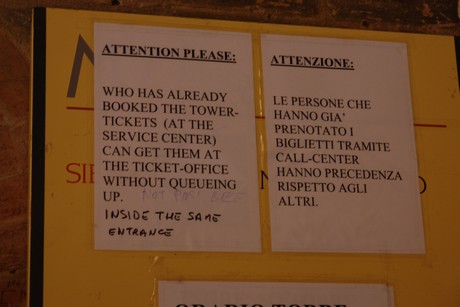 ATTENTION PLEASE:
WHO HAS ALREADY
BOOKED THE TOWER-
TICKETS (AT THE
SERVICE CENTER)
CAN GET THEM AT
THE TICKET-OFFICE
WITHOUT QUEUEING
UP.
INSIDE THE SAME
ENTRANCE
ATTENZIONE:
LE PERSONE CHE
HANNO GIA'
PRENOTATO I
BIGLIETTI TRAMITE
CALL-CENTER
HANNO PRECEDENZA
RISPETTO AGLI
ALTRI.
ORARIO TORRE